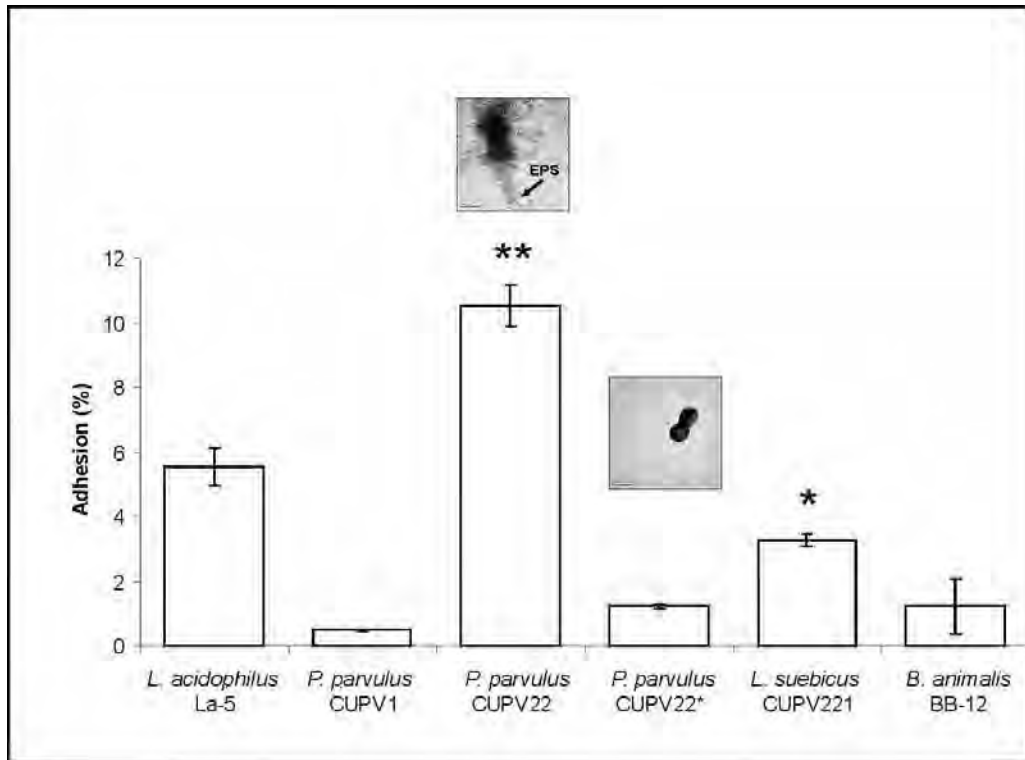 EPS
**
12
10
8
6
4
2
0
Adhesion (%)
*
L. acidophilus La-5
P. parvulus CUPV1
P. parvulus CUPV22
P. parvulus CUPV22*
L. suebicus CUPV221
B. animalis BB-12